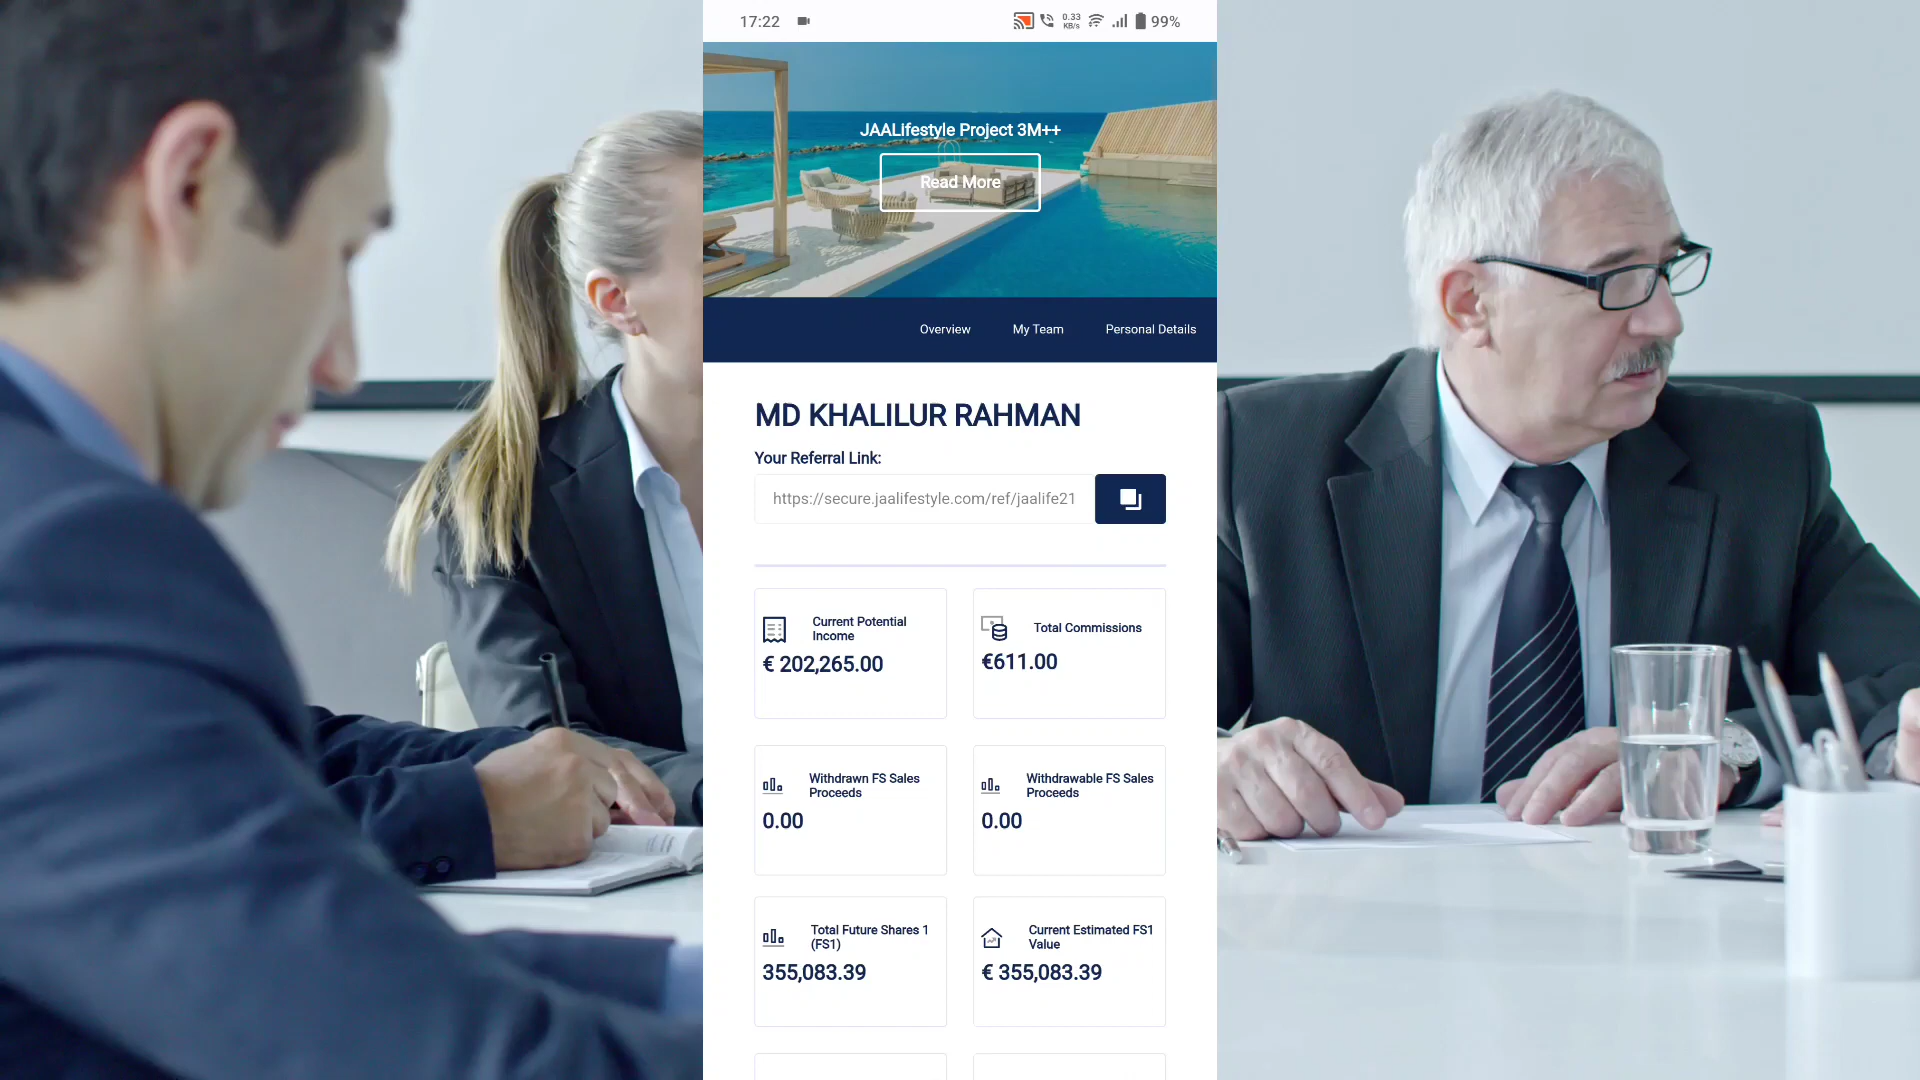 17:22
0.33
KB/s
99%
JAALifestyle Project 3M++
Read More
Overview My Team Personal Details
MD KHALILUR RAHMAN
Your Referral Link:
https://secure.jaalifestyle.com/ref/jaalife21
Current Potential
Income
€ 202,265.00
Total Commissions
€611.00
Withdrawn FS Sales
Proceeds
0.00
Withdrawable FS Sales
Proceeds
0.00
Total Future Shares 1
(FS1)
355,083.39
Current Estimated FS1
Value
€ 355,083.39